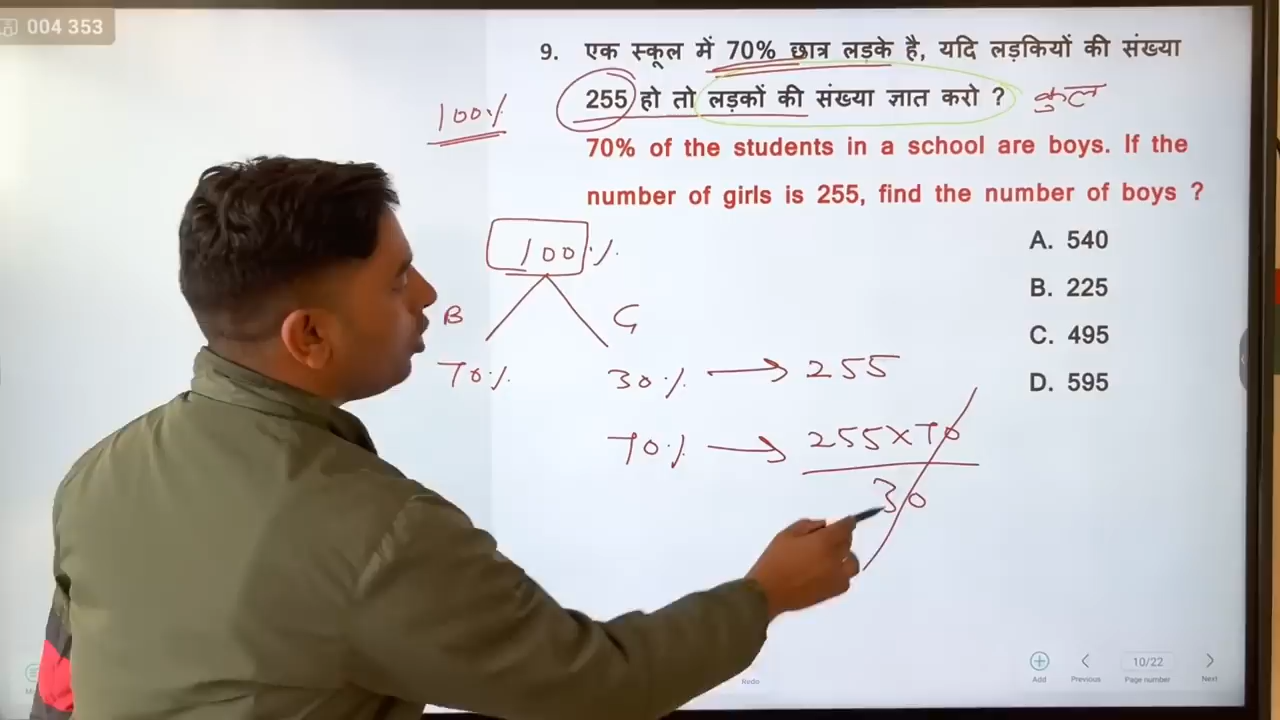 004 353
9. एक स्कूल में 70% छात्र लड़के है, यदि लड़कियों की संख्या
255 हो तो लड़कों की संख्या ज्ञात करो ? कुल
100%
70% of the students in a school are boys. If the
number of girls is 255, find the number of boys ?
A. 540
100%
B. 225
B G
C. 495
70% 30% → 255
D. 595
70% → 255×70
30
Add Previous 10/22 Page number Next
Redo